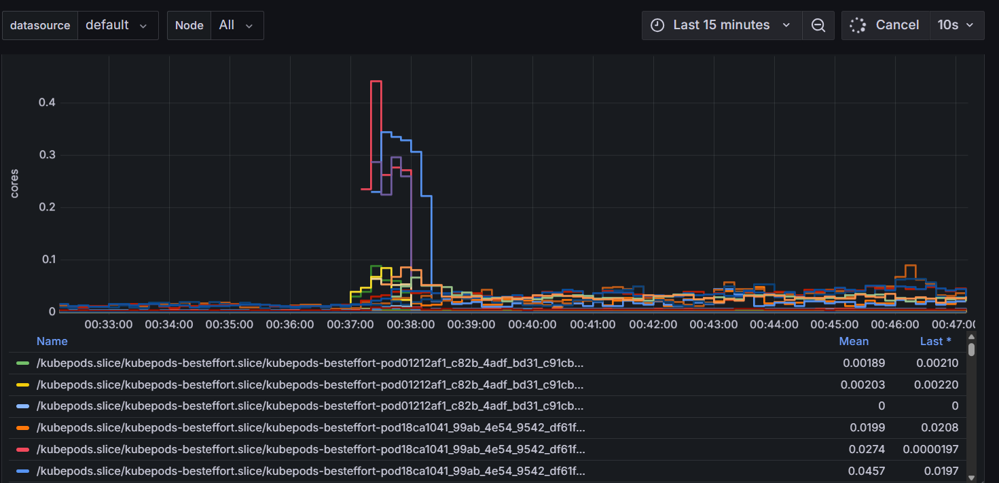 datasource default Node All Last 15 minutes Cancel 10s
0.4
0.3
cores
0.2
0.1
0
00:33:00 00:34:00 00:35:00 00:36:00 00:37:00 00:38:00 00:39:00 00:40:00 00:41:00 00:42:00 00:43:00 00:44:00 00:45:00 00:46:00 00:47:0
Name Mean Last *
/kubepods.slice/kubepods-besteffort.slice/kubepods-besteffort-pod01212af1_c82b_4adf_bd31_c91cb... 0.00189 0.00210
/kubepods.slice/kubepods-besteffort.slice/kubepods-besteffort-pod01212af1_c82b_4adf_bd31_c91cb... 0.00203 0.00220
/kubepods.slice/kubepods-besteffort.slice/kubepods-besteffort-pod01212af1_c82b_4adf_bd31_c91cb... 0 0
/kubepods.slice/kubepods-besteffort.slice/kubepods-besteffort-pod18ca1041_99ab_4e54_9542_df61f... 0.0199 0.0208
/kubepods.slice/kubepods-besteffort.slice/kubepods-besteffort-pod18ca1041_99ab_4e54_9542_df61f... 0.0274 0.0000197
/kubepods.slice/kubepods-besteffort.slice/kubepods-besteffort-pod18ca1041_99ab_4e54_9542_df61f... 0.0457 0.0197